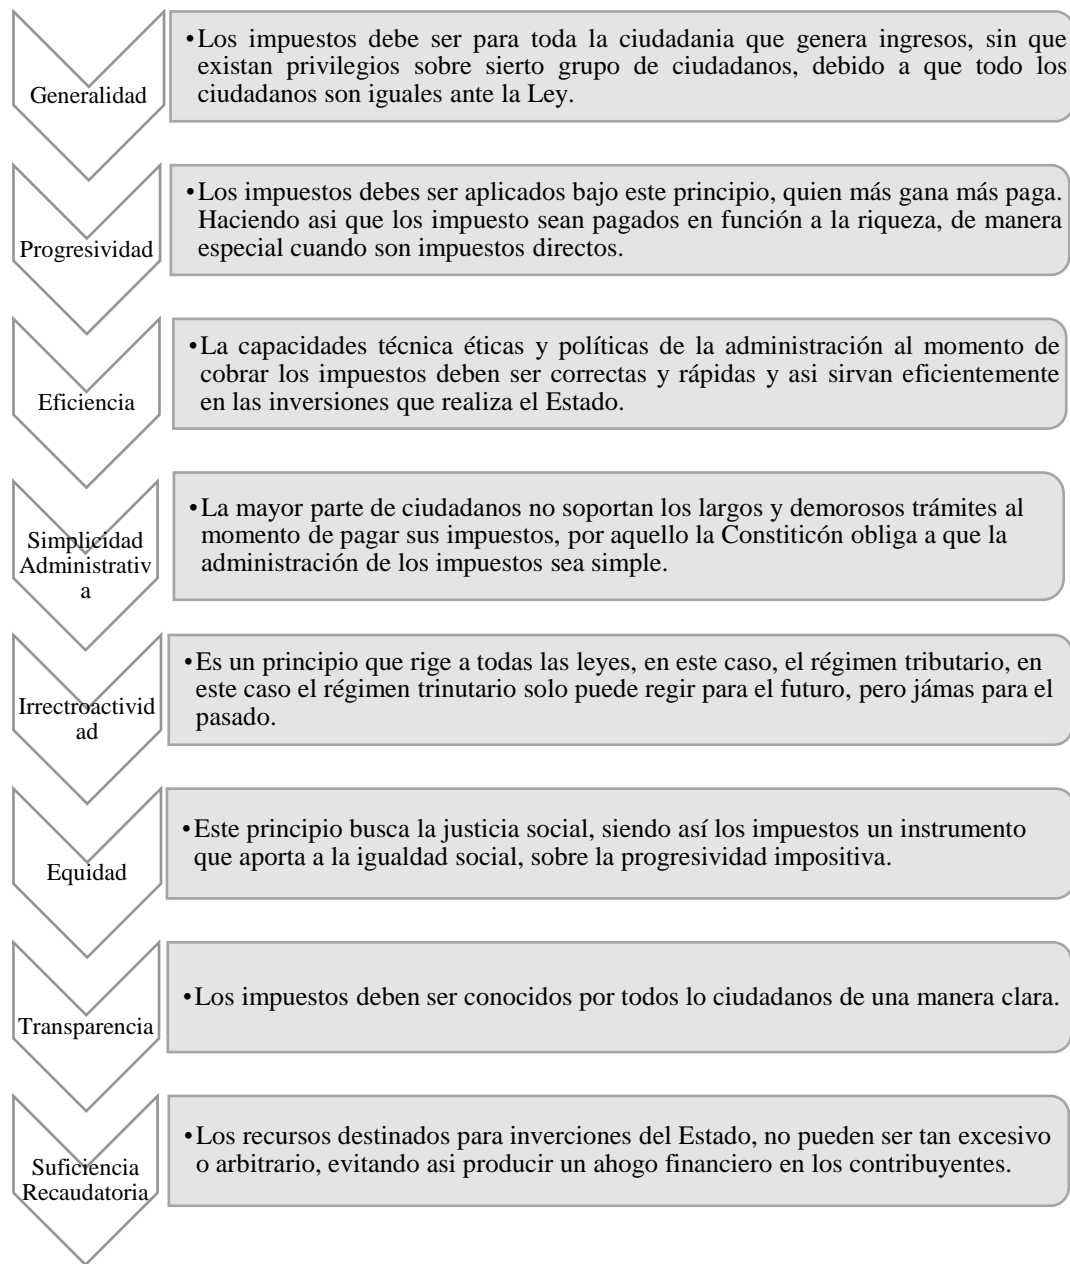 Generalidad
•Los impuestos debe ser para toda la ciudadania que genera ingresos, sin que
existan privilegios sobre sierto grupo de ciudadanos, debido a que todo los
ciudadanos son iguales ante la Ley.
Progresividad
•Los impuestos debes ser aplicados bajo este principio, quien más gana más paga.
Haciendo asi que los impuesto sean pagados en función a la riqueza, de manera
especial cuando son impuestos directos.
Eficiencia
•La capacidades técnica éticas y políticas de la administración al momento de
cobrar los impuestos deben ser correctas y rápidas y asi sirvan eficientemente
en las inversiones que realiza el Estado.
Simplicidad
Administrativ
a
•La mayor parte de ciudadanos no soportan los largos y demorosos trámites al
momento de pagar sus impuestos, por aquello la Constiticón obliga a que la
administración de los impuestos sea simple.
Irrectroactivid
ad
•Es un principio que rige a todas las leyes, en este caso, el régimen tributario, en
este caso el régimen trinutario solo puede regir para el futuro, pero jámas para el
pasado.
Equidad
•Este principio busca la justicia social, siendo así los impuestos un instrumento
que aporta a la igualdad social, sobre la progresividad impositiva.
Transparencia
•Los impuestos deben ser conocidos por todos lo ciudadanos de una manera clara.
Suficiencia
Recaudatoria
•Los recursos destinados para inverciones del Estado, no pueden ser tan excesivo
o arbitrario, evitando asi producir un ahogo financiero en los contribuyentes.